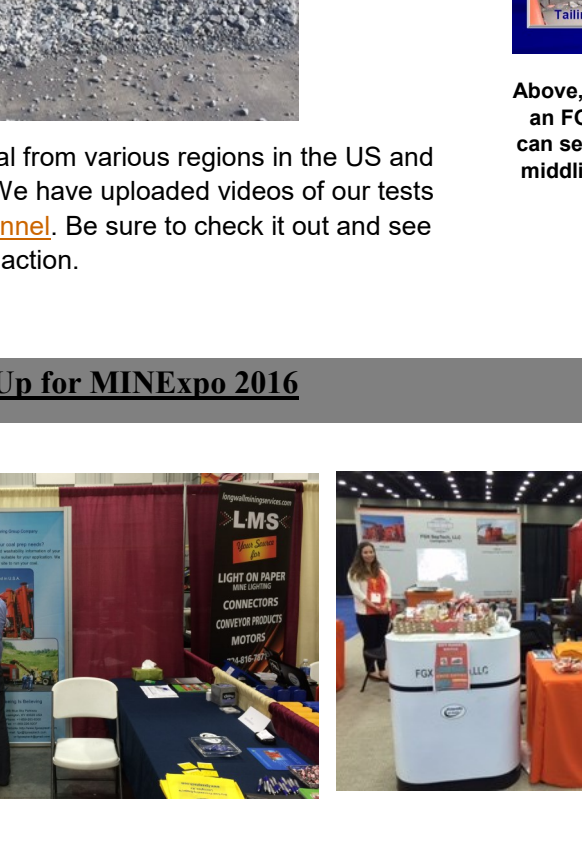 Tailin
Above,
an FG
can se
middli
al from various regions in the US and
We have uploaded videos of our tests
nnel. Be sure to check it out and see
action.
Up for MINExpo 2016
longwallminingservices.com
L·M·S
Your Source
for
LIGHT ON PAPER
MINE LIGHTING
CONNECTORS
CONVEYOR PRODUCTS
MOTORS
FGX SepTech, LLC
FGX
LLC